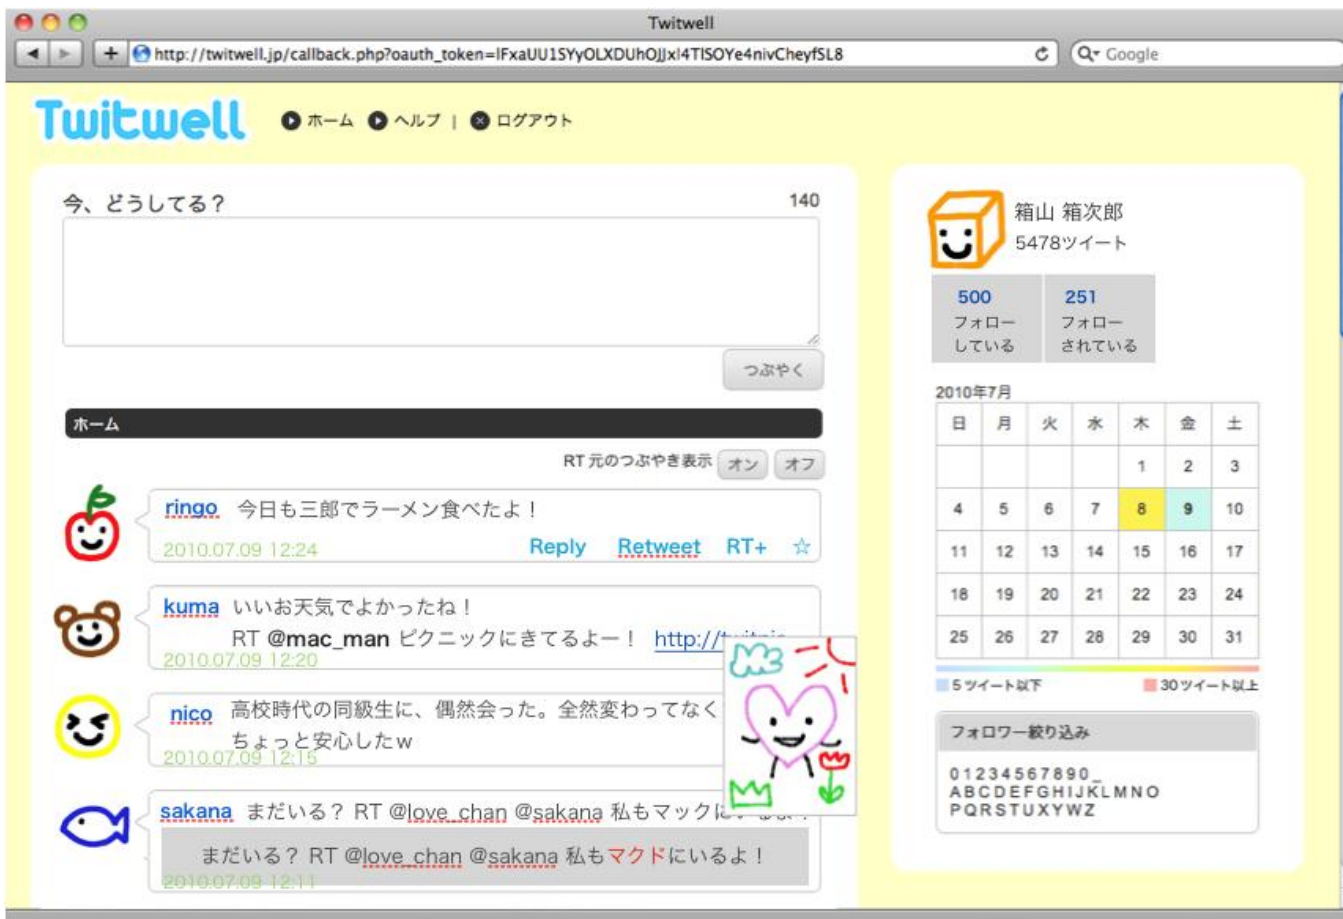 Twitwell
http://twitwell.jp/callback.php?oauth_token=lFxaUU1SYyOLXDUhOJJxl4TlSOYe4nivCheyfSL8
Google
Twitwell
ホーム ヘルプ | ログアウト
今、どうしてる?
140
つぶやく
ホーム
RT 元のつぶやき表示 オン オフ
ringo 今日も三郎でラーメン食べたよ!
2010.07.09 12:24 Reply Retweet RT+ ☆
kuma いいお天気でよかったね!
RT @mac_man ピクニックにきてるよー! http://twitpic
2010.07.09 12:20
nico 高校時代の同級生に、偶然会った。全然変わってなく
ちょっと安心したw
2010.07.09 12:15
sakana まだいる? RT @love_chan @sakana 私もマックにいるよ!
まだいる? RT @love_chan @sakana 私もマクドにいるよ!
2010.07.09 12:11
箱山 箱次郎
5478ツイート
500
フォロー
している
251
フォロー
されている
2010年7月
日 月 火 水 木 金 土
1 2 3
4 5 6 7 8 9 10
11 12 13 14 15 16 17
18 19 20 21 22 23 24
25 26 27 28 29 30 31
5ツイート以下 30ツイート以上
フォロワー絞り込み
01234567890_
ABCDEFGHIJKLMNO
PQRSTUXYWZ